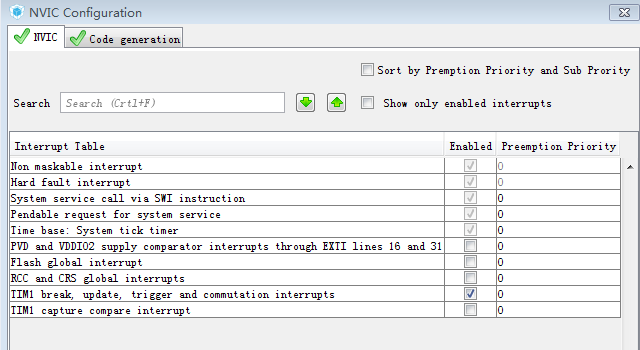 NVIC Configuration
NVIC
Code generation
Sort by Premption Priority and Sub Prority
Search Search (Crtl+F) Show only enabled interrupts
Interrupt Table Enabled Preemption Priority
Non maskable interrupt 0
Hard fault interrupt 0
System service call via SWI instruction 0
Pendable request for system service 0
Time base: System tick timer 0
PVD and VDDIO2 supply comparator interrupts through EXTI lines 16 and 31 0
Flash global interrupt 0
RCC and CRS global interrupts 0
TIM1 break, update, trigger and commutation interrupts 0
TIM1 capture compare interrupt 0